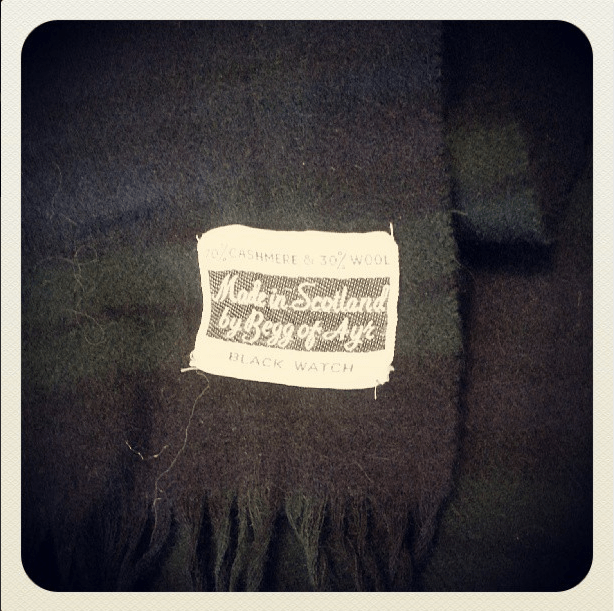 70% CASHMERE & 30% WOOL
Made in Scotland
by Begg of Ayr
BLACK WATCH